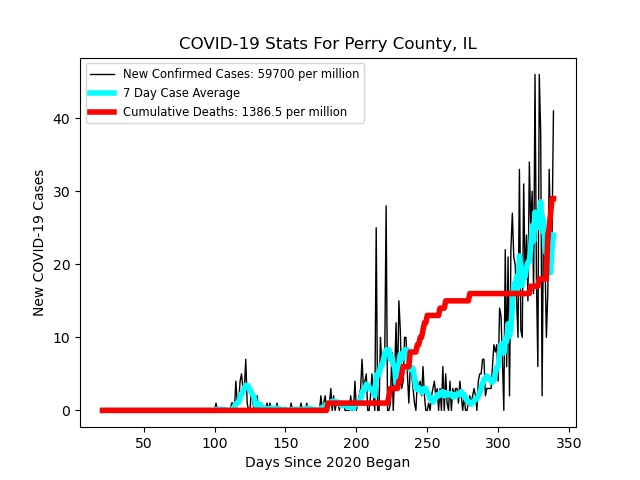 COVID-19 Stats For Perry County, IL
New Confirmed Cases: 59700 per million
7 Day Case Average
Cumulative Deaths: 1386.5 per million
New COVID-19 Cases
40
30
20
10
0
50 100 150 200 250 300 350
Days Since 2020 Began